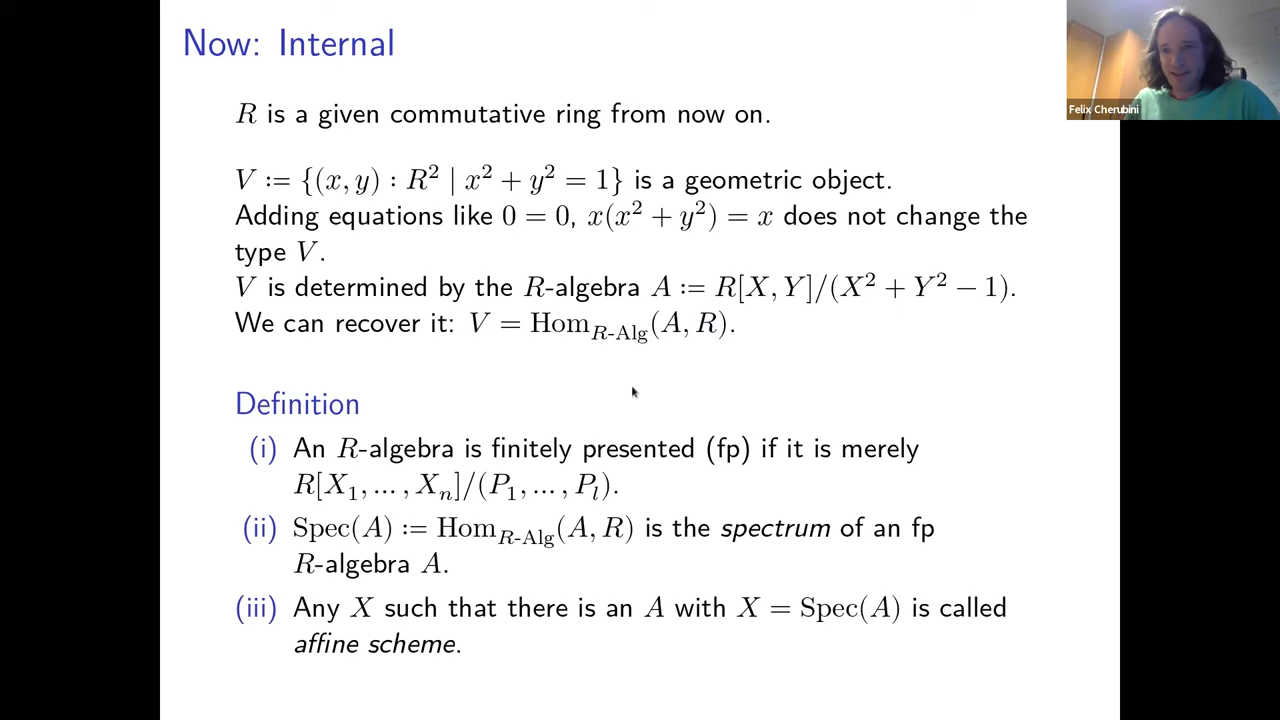 Now: Internal
Felix Cherubini
R is a given commutative ring from now on.
V := {(x, y) : R² | x² + y² = 1} is a geometric object.
Adding equations like 0 = 0, x(x² + y²) = x does not change the
type V.
V is determined by the R-algebra A := R[X, Y]/(X² + Y² − 1).
We can recover it: V = Hom_{R-Alg}(A, R).
Definition
(i) An R-algebra is finitely presented (fp) if it is merely
R[X₁, … , Xₙ]/(P₁, … , Pₗ).
(ii) Spec(A) := Hom_{R-Alg}(A, R) is the spectrum of an fp
R-algebra A.
(iii) Any X such that there is an A with X = Spec(A) is called
affine scheme.